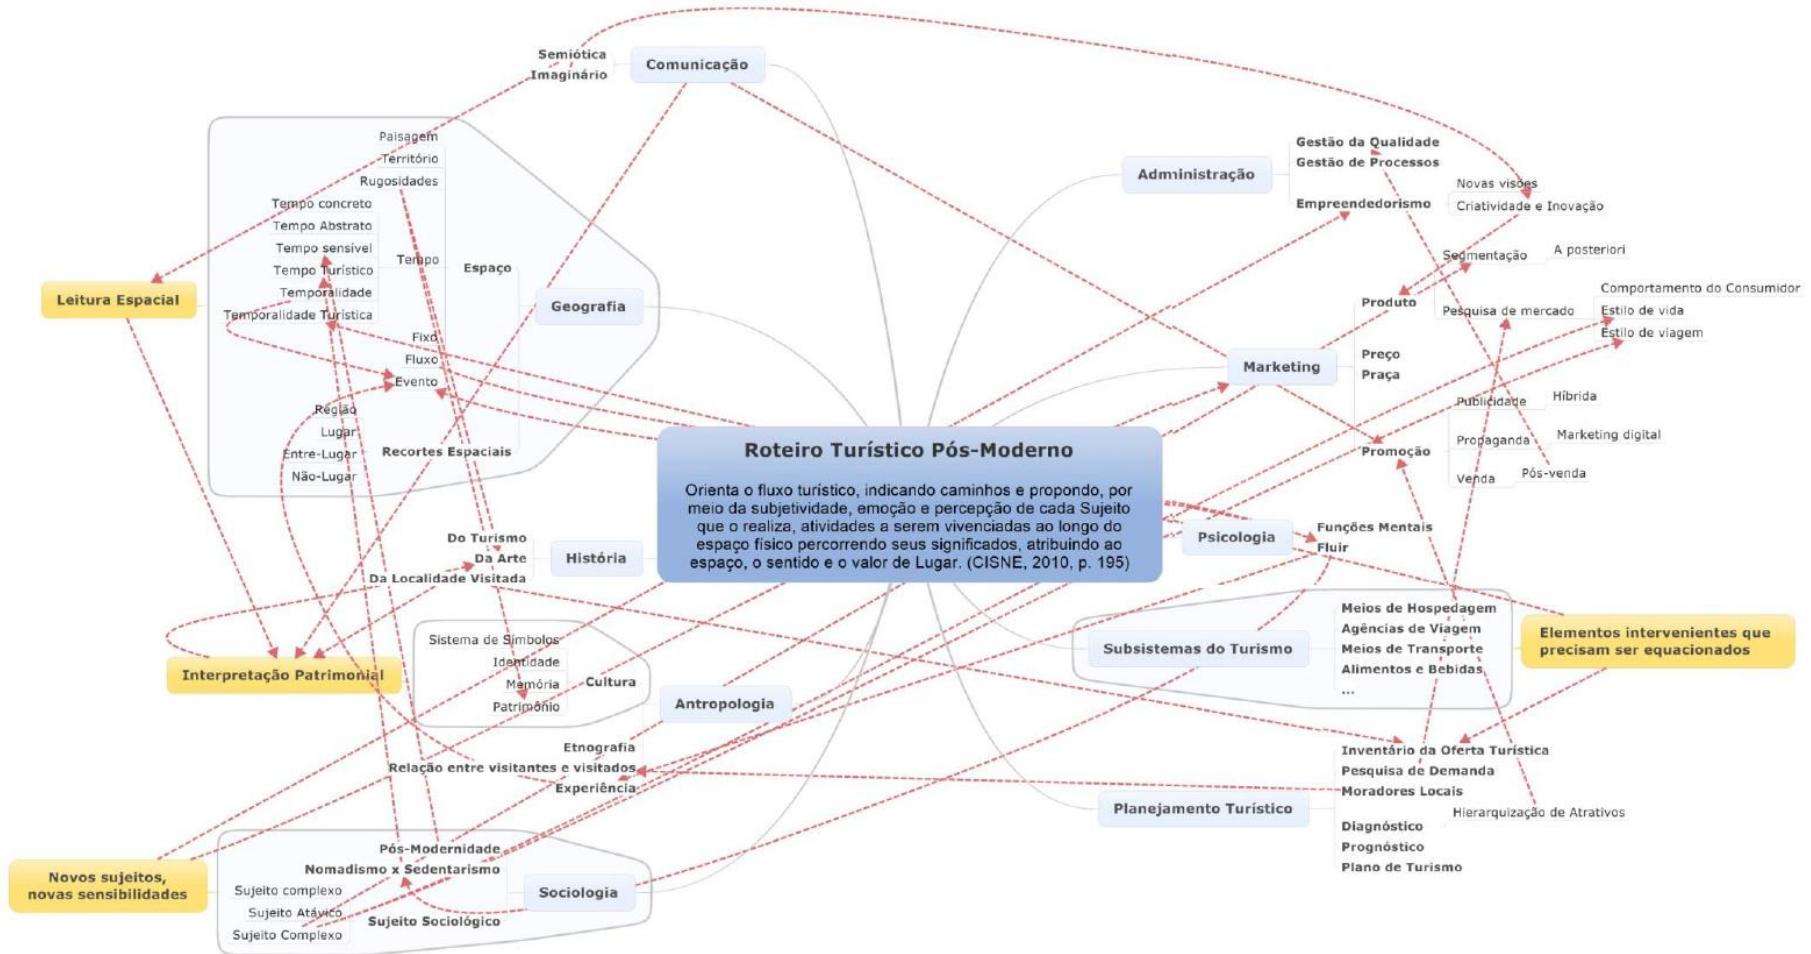 Semiótica
Imaginário
Comunicação
Paisagem
Território
Rugosidades
Tempo concreto
Tempo Abstrato
Tempo sensível
Tempo Turístico
Temporalidade
Temporalidade Turística
Tempo
Espaço
Fixo
Fluxo
Evento
Região
Lugar
Entre-Lugar
Não-Lugar
Recortes Espaciais
Geografia
Leitura Espacial
Do Turismo
Da Arte
Da Localidade Visitada
História
Interpretação Patrimonial
Sistema de Símbolos
Identidade
Memória
Patrimônio
Cultura
Antropologia
Etnografia
Relação entre visitantes e visitados
Experiência
Pós-Modernidade
Nomadismo x Sedentarismo
Sujeito complexo
Sujeito Atávico
Sujeito Complexo
Sujeito Sociológico
Sociologia
Novos sujeitos,
novas sensibilidades
Roteiro Turístico Pós-Moderno
Orienta o fluxo turístico, indicando caminhos e propondo, por
meio da subjetividade, emoção e percepção de cada Sujeito
que o realiza, atividades a serem vivenciadas ao longo do
espaço físico percorrendo seus significados, atribuindo ao
espaço, o sentido e o valor de Lugar. (CISNE, 2010, p. 195)
Administração
Gestão da Qualidade
Gestão de Processos
Empreendedorismo
Novas visões
Criatividade e Inovação
Marketing
Produto
Segmentação
A posteriori
Pesquisa de mercado
Comportamento do Consumidor
Estilo de vida
Estilo de viagem
Preço
Praça
Promoção
Publicidade
Híbrida
Propaganda
Marketing digital
Venda
Pós-venda
Psicologia
Funções Mentais
Fluir
Subsistemas do Turismo
Meios de Hospedagem
Agências de Viagem
Meios de Transporte
Alimentos e Bebidas
...
Elementos intervenientes que
precisam ser equacionados
Planejamento Turístico
Inventário da Oferta Turística
Pesquisa de Demanda
Moradores Locais
Diagnóstico
Hierarquização de Atrativos
Prognóstico
Plano de Turismo